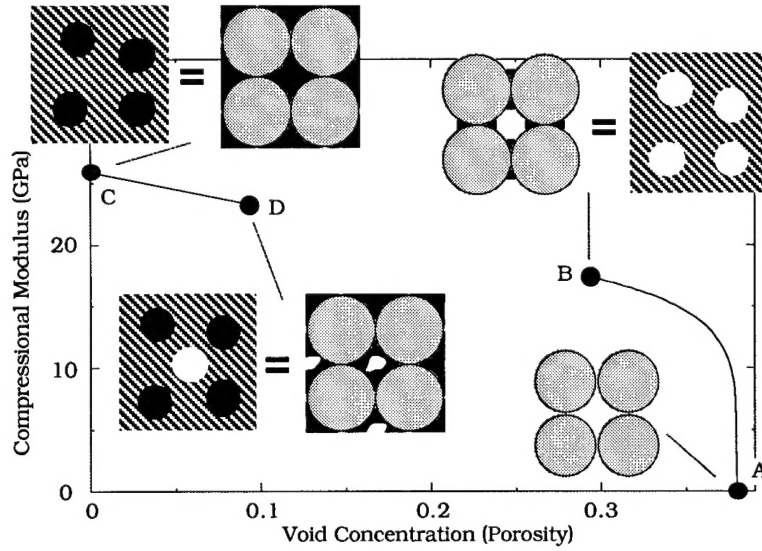 =
=
C
D
B
=
A
Compressional Modulus (GPa)
20
10
0
0
0.1
0.2
0.3
Void Concentration (Porosity)